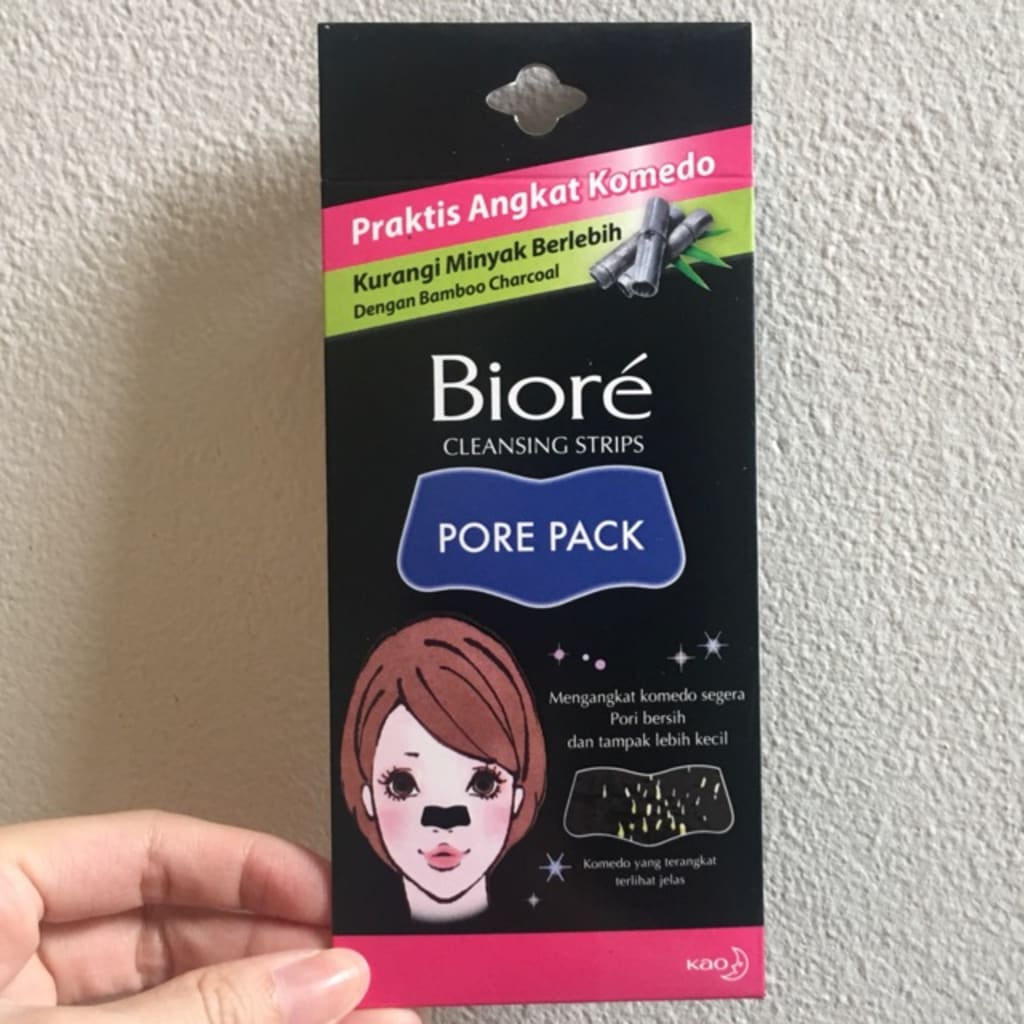 Praktis Angkat Komedo
Kurangi Minyak Berlebih
Dengan Bamboo Charcoal
Bioré
CLEANSING STRIPS
PORE PACK
Mengangkat komedo segera
Pori bersih
dan tampak lebih kecil
Komedo yang terangkat
terlihat jelas
Kao